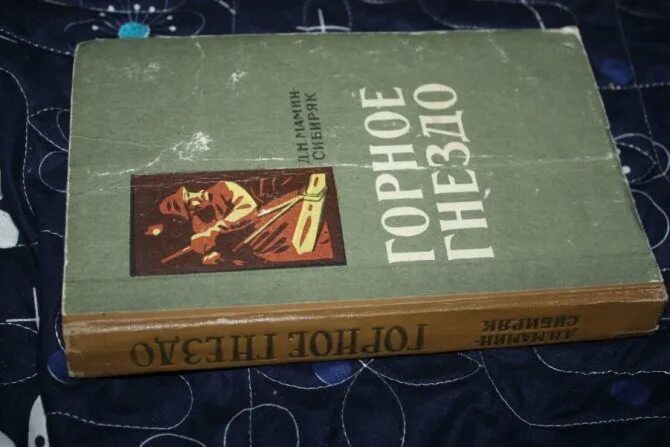 Д.Н.МАМИН-
СИБИРЯК
ГОРНОЕ
ГНЕЗДО
Д.Н.МАМИН-
СИБИРЯК
ГОРНОЕ ГНЕЗДО